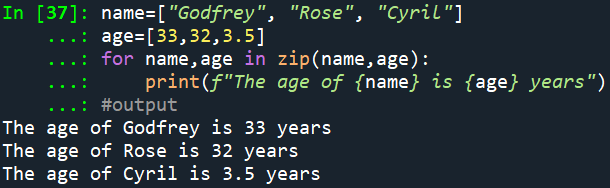 In [37]: name=["Godfrey", "Rose", "Cyril"]
...: age=[33,32,3.5]
...: for name,age in zip(name,age):
...:     print(f"The age of {name} is {age} years")
...: #output
The age of Godfrey is 33 years
The age of Rose is 32 years
The age of Cyril is 3.5 years